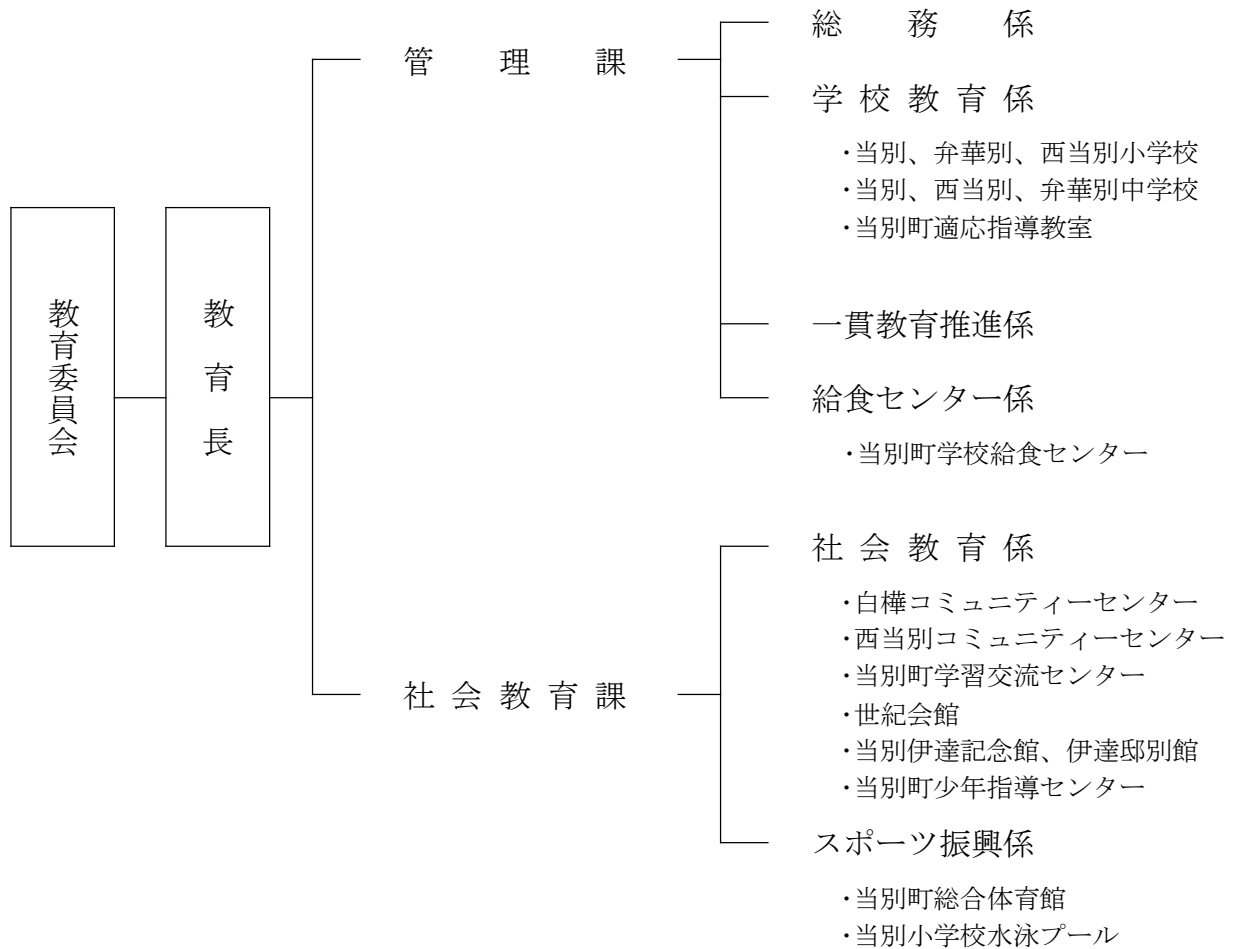 教育委員会
教育長
管理課
総務係
学校教育係
・当別、弁華別、西当別小学校
・当別、西当別、弁華別中学校
・当別町適応指導教室
一貫教育推進係
給食センター係
・当別町学校給食センター
社会教育課
社会教育係
・白樺コミュニティーセンター
・西当別コミュニティーセンター
・当別町学習交流センター
・世紀会館
・当別伊達記念館、伊達邸別館
・当別町少年指導センター
スポーツ振興係
・当別町総合体育館
・当別小学校水泳プール